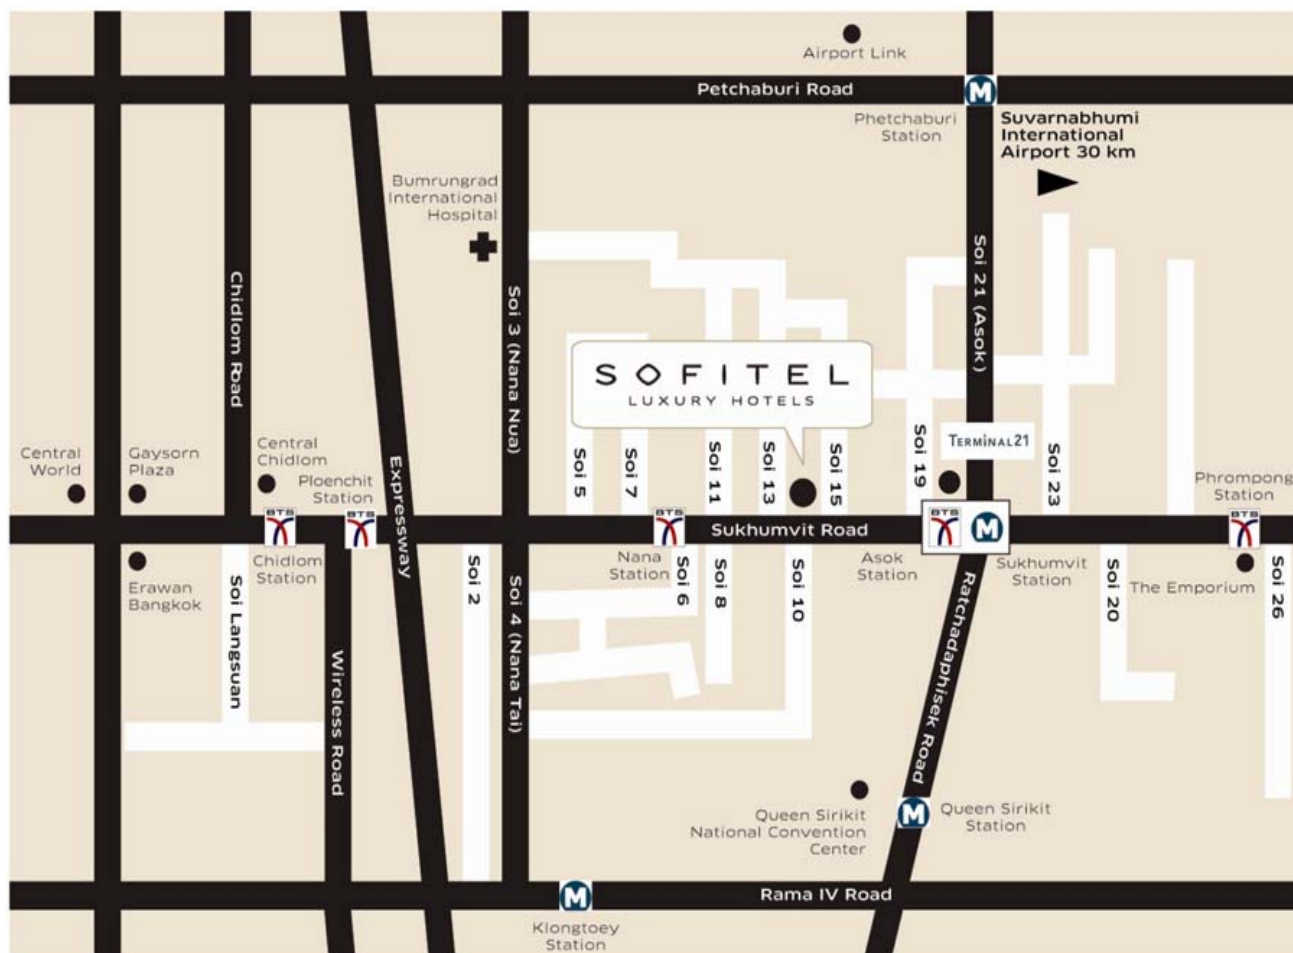 Airport Link
Petchaburi Road
M
Phetchaburi
Station
Suvarnabhumi
International
Airport 30 km
Bumrungrad
International
Hospital
Chidlom Road
Soi 3 (Nana Nua)
Soi 21 (Asok)
SOFITEL
LUXURY HOTELS
TERMINAL21
Central
World
Gaysorn
Plaza
Central
Chidlom
Ploenchit
Station
Expressway
Soi 5
Soi 7
Soi 11
Soi 13
Soi 15
Soi 19
Soi 23
Phrompong
Station
BTS
BTS
BTS
Sukhumvit Road
BTS
M
BTS
Erawan
Bangkok
Chidlom
Station
Soi Langsuan
Wireless Road
Soi 2
Soi 4 (Nana Tai)
Nana
Station
Soi 6
Soi 8
Soi 10
Asok
Station
Ratchadaphisek Road
Sukhumvit
Station
Soi 20
The Emporium
Soi 26
Queen Sirikit
National Convention
Center
M
Queen Sirikit
Station
Rama IV Road
M
Klongtoey
Station